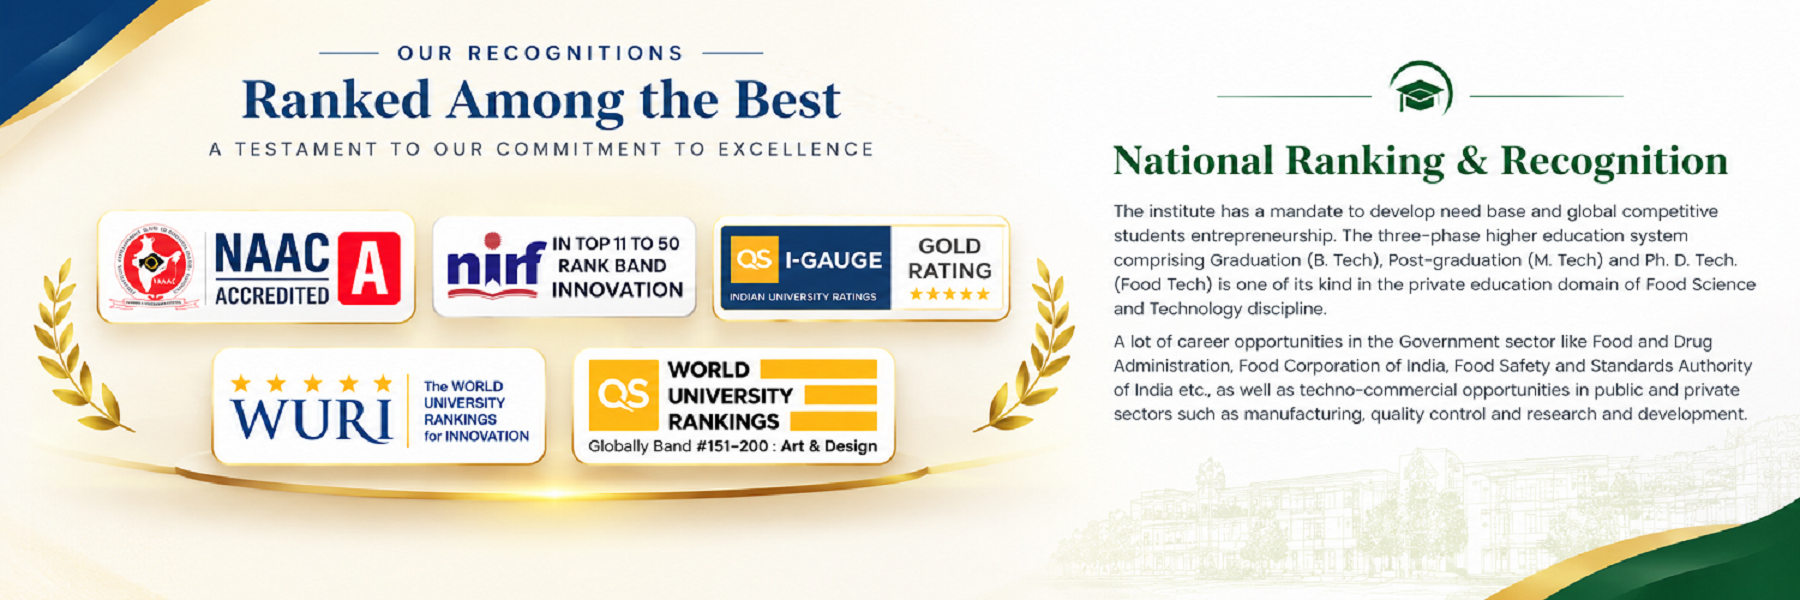 OUR RECOGNITIONS
Ranked Among the Best
A TESTAMENT TO OUR COMMITMENT TO EXCELLENCE
NAAC
ACCREDITED
A
nirf
IN TOP 11 TO 50
RANK BAND
INNOVATION
QS I-GAUGE
INDIAN UNIVERSITY RATINGS
GOLD
RATING
WURI
The WORLD
UNIVERSITY
RANKINGS
for INNOVATION
QS
WORLD
UNIVERSITY
RANKINGS
Globally Band #151–200 : Art & Design
National Ranking & Recognition
The institute has a mandate to develop need base and global competitive
students entrepreneurship. The three-phase higher education system
comprising Graduation (B. Tech), Post-graduation (M. Tech) and Ph. D. Tech.
(Food Tech) is one of its kind in the private education domain of Food Science
and Technology discipline.
A lot of career opportunities in the Government sector like Food and Drug
Administration, Food Corporation of India, Food Safety and Standards Authority
of India etc., as well as techno-commercial opportunities in public and private
sectors such as manufacturing, quality control and research and development.